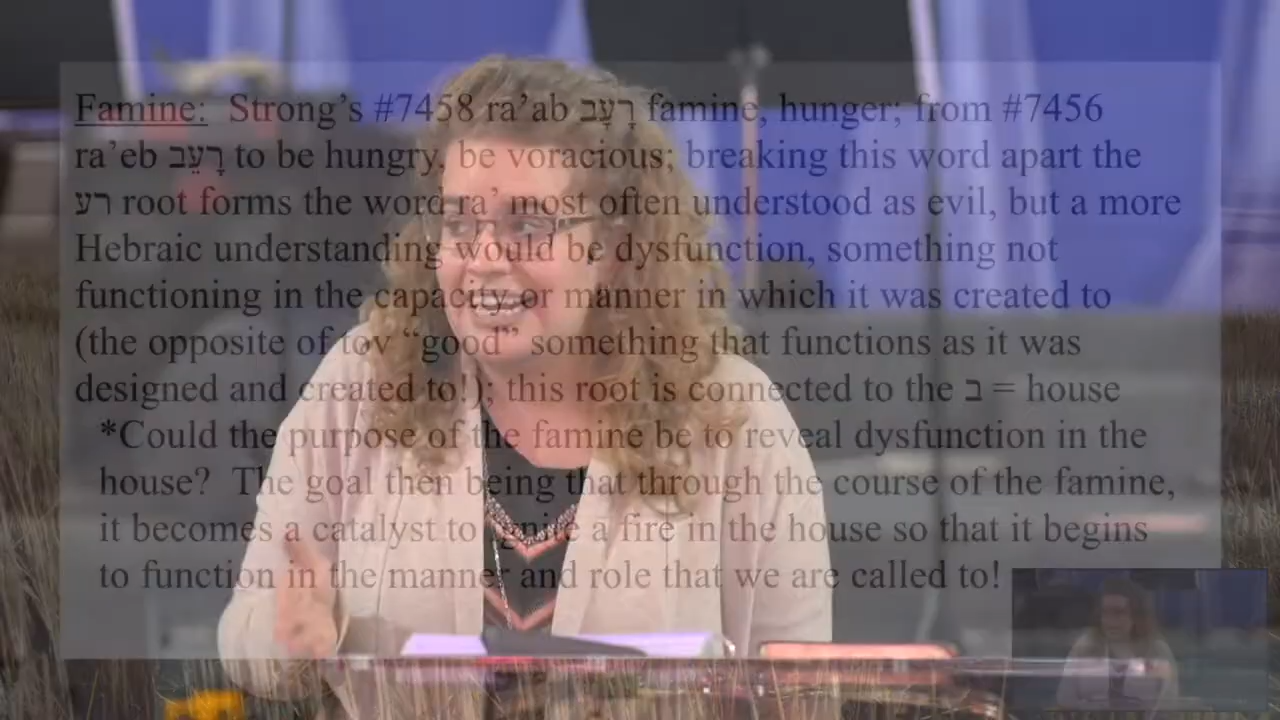 Famine: Strong’s #7458 ra’ab רָעָב famine, hunger; from #7456
ra’eb רָעֵב to be hungry, be voracious; breaking this word apart the
רע root forms the word ra’ most often understood as evil, but a more
Hebraic understanding would be dysfunction, something not
functioning in the capacity or manner in which it was created to
(the opposite of tov “good” something that functions as it was
designed and created to!); this root is connected to the ב = house
*Could the purpose of the famine be to reveal dysfunction in the
house? The goal then being that through the course of the famine,
it becomes a catalyst to ignite a fire in the house so that it begins
to function in the manner and role that we are called to!